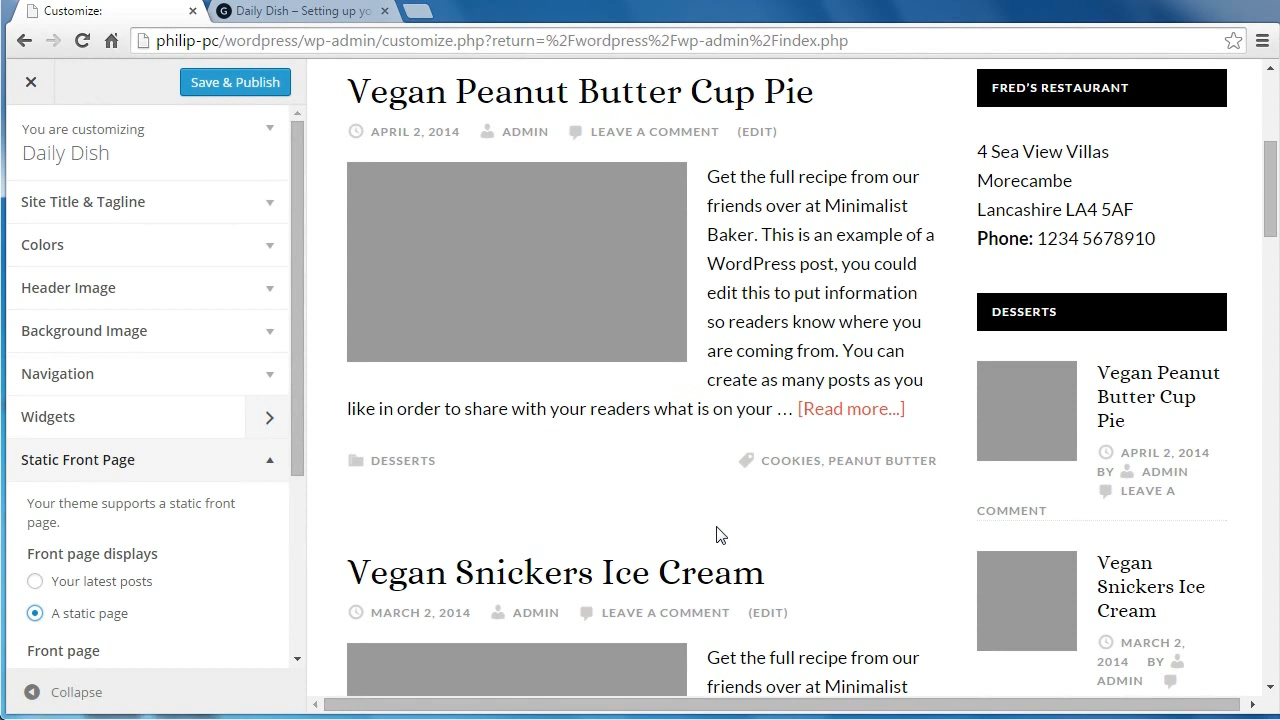 Customize:
Daily Dish – Setting up yo
philip-pc/wordpress/wp-admin/customize.php?return=%2Fwordpress%2Fwp-admin%2Findex.php
Save & Publish
You are customizing
Daily Dish
Site Title & Tagline
Colors
Header Image
Background Image
Navigation
Widgets
Static Front Page
Your theme supports a static front
page.
Front page displays
Your latest posts
A static page
Front page
Collapse
Vegan Peanut Butter Cup Pie
APRIL 2, 2014 ADMIN LEAVE A COMMENT (EDIT)
Get the full recipe from our
friends over at Minimalist
Baker. This is an example of a
WordPress post, you could
edit this to put information
so readers know where you
are coming from. You can
create as many posts as you
like in order to share with your readers what is on your … [Read more...]
DESSERTS COOKIES, PEANUT BUTTER
Vegan Snickers Ice Cream
MARCH 2, 2014 ADMIN LEAVE A COMMENT (EDIT)
Get the full recipe from our
friends over at Minimalist
FRED'S RESTAURANT
4 Sea View Villas
Morecambe
Lancashire LA4 5AF
Phone: 1234 5678910
DESSERTS
Vegan Peanut
Butter Cup
Pie
APRIL 2, 2014
BY ADMIN
LEAVE A
COMMENT
Vegan
Snickers Ice
Cream
MARCH 2,
2014 BY
ADMIN